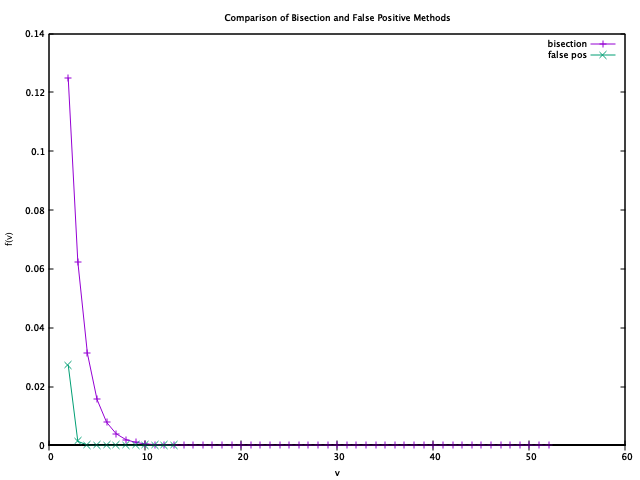 Comparison of Bisection and False Positive Methods
0.14
bisection
false pos
0.12
0.1
0.08
f(v)
0.06
0.04
0.02
0
0 10 20 30 40 50 60
v